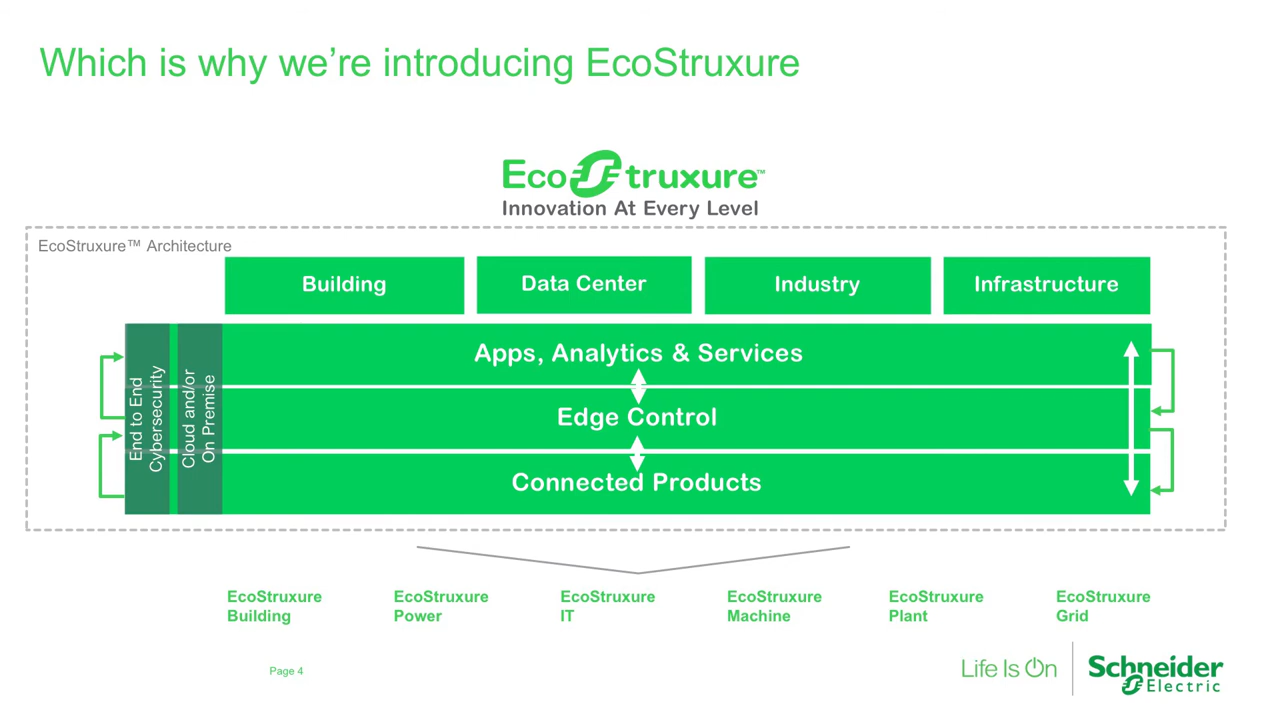 Which is why we’re introducing EcoStruxure
EcoStruxure™
Innovation At Every Level
EcoStruxure™ Architecture
Building
Data Center
Industry
Infrastructure
End to End
Cybersecurity
Cloud and/or
On Premise
Apps, Analytics & Services
Edge Control
Connected Products
EcoStruxure
Building
EcoStruxure
Power
EcoStruxure
IT
EcoStruxure
Machine
EcoStruxure
Plant
EcoStruxure
Grid
Page 4
Life Is On
Schneider
Electric